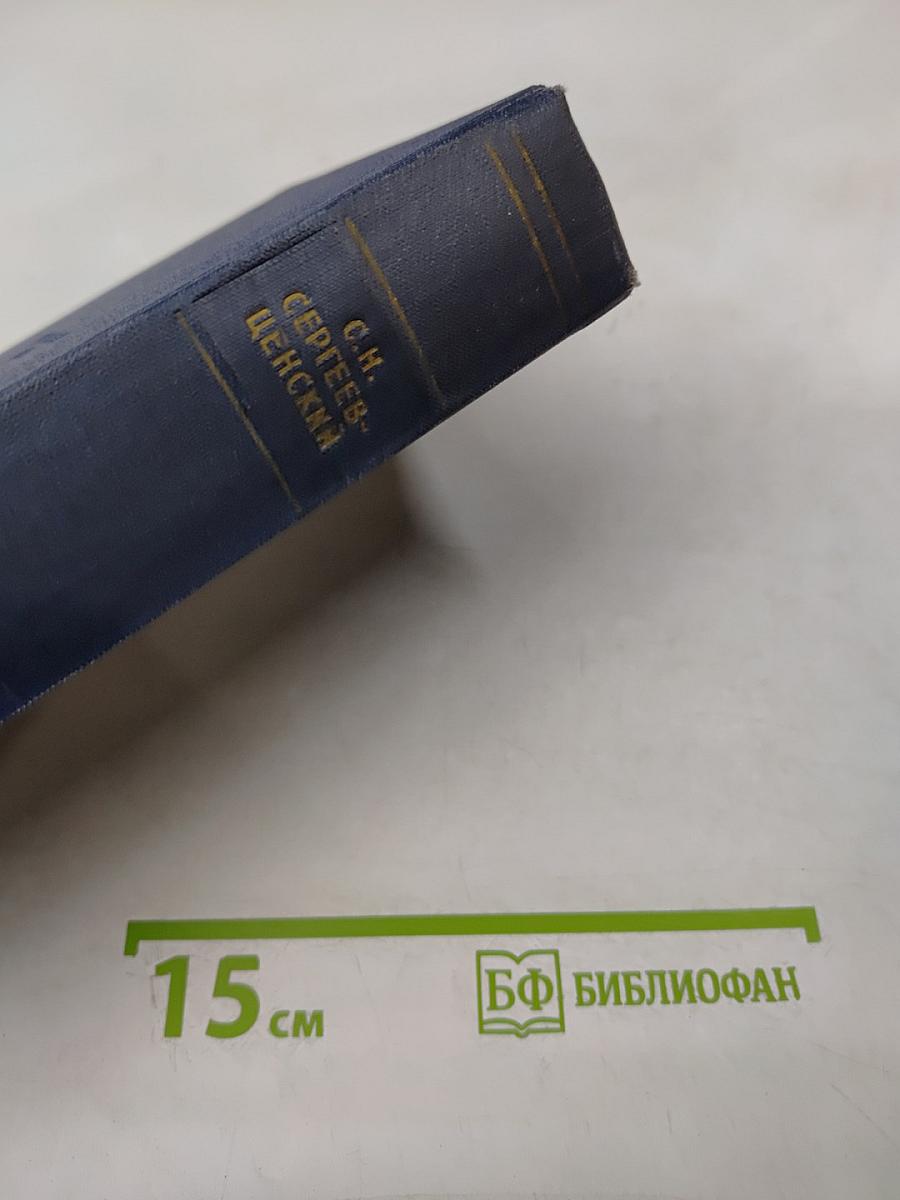 С.Н.
СЕРГЕЕВ-
ЦЕНСКИЙ
15 см
БФ БИБЛИОФАН